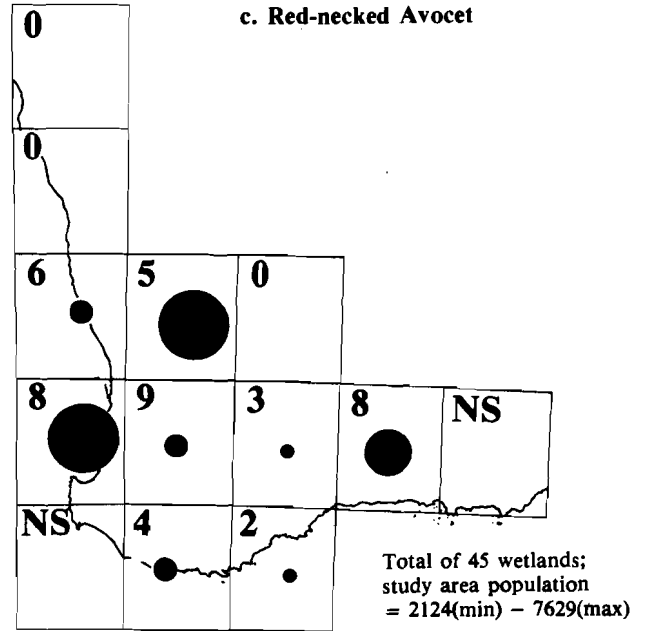 c. Red-necked Avocet
0
0
6 5 0
8 9 3 8 NS
NS 4 2
Total of 45 wetlands;
study area population
= 2124(min) – 7629(max)